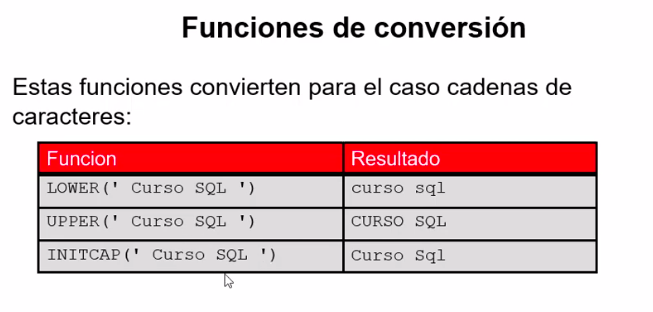 Funciones de conversión
Estas funciones convierten para el caso cadenas de
caracteres:
Funcion Resultado
LOWER(' Curso SQL ') curso sql
UPPER(' Curso SQL ') CURSO SQL
INITCAP(' Curso SQL ') Curso Sql